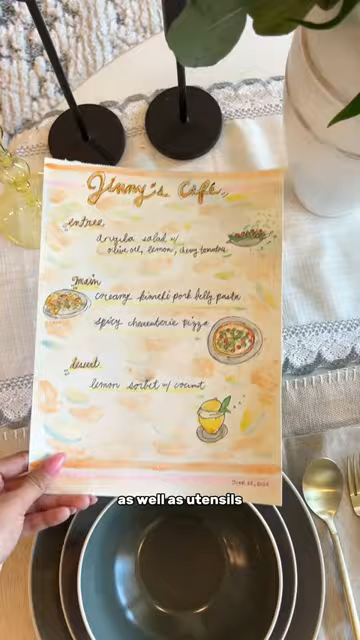 Jinny's Café
entree
arugula salad w/
olive oil, lemon, cherry tomatoes
main
creamy kimchi pork belly pasta
spicy charcuterie pizza
dessert
lemon sorbet w/ coconut
as well as utensils